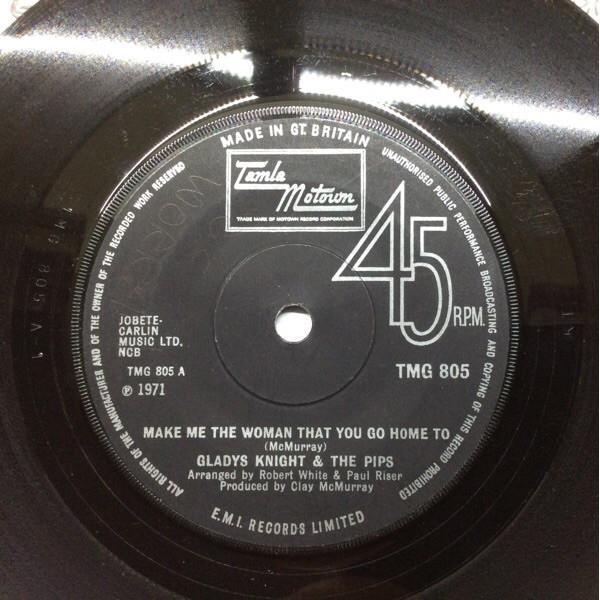 MADE IN GT. BRITAIN
UNAUTHORISED PUBLIC PERFORMANCE BROADCASTING AND COPYING OF THIS RECORD PROHIBITED
ALL RIGHTS OF THE MANUFACTURER AND OF THE OWNER OF THE RECORDED WORK RESERVED
Tamla
Motown
TRADE MARK OF MOTOWN RECORD CORPORATION
45 R.P.M.
JOBETE-
CARLIN
MUSIC LTD.
NCB
TMG 805 A
℗ 1971
TMG 805
MAKE ME THE WOMAN THAT YOU GO HOME TO
(McMurray)
GLADYS KNIGHT & THE PIPS
Arranged by Robert White & Paul Riser
Produced by Clay McMurray
E.M.I. RECORDS LIMITED
TMG 805 A-1